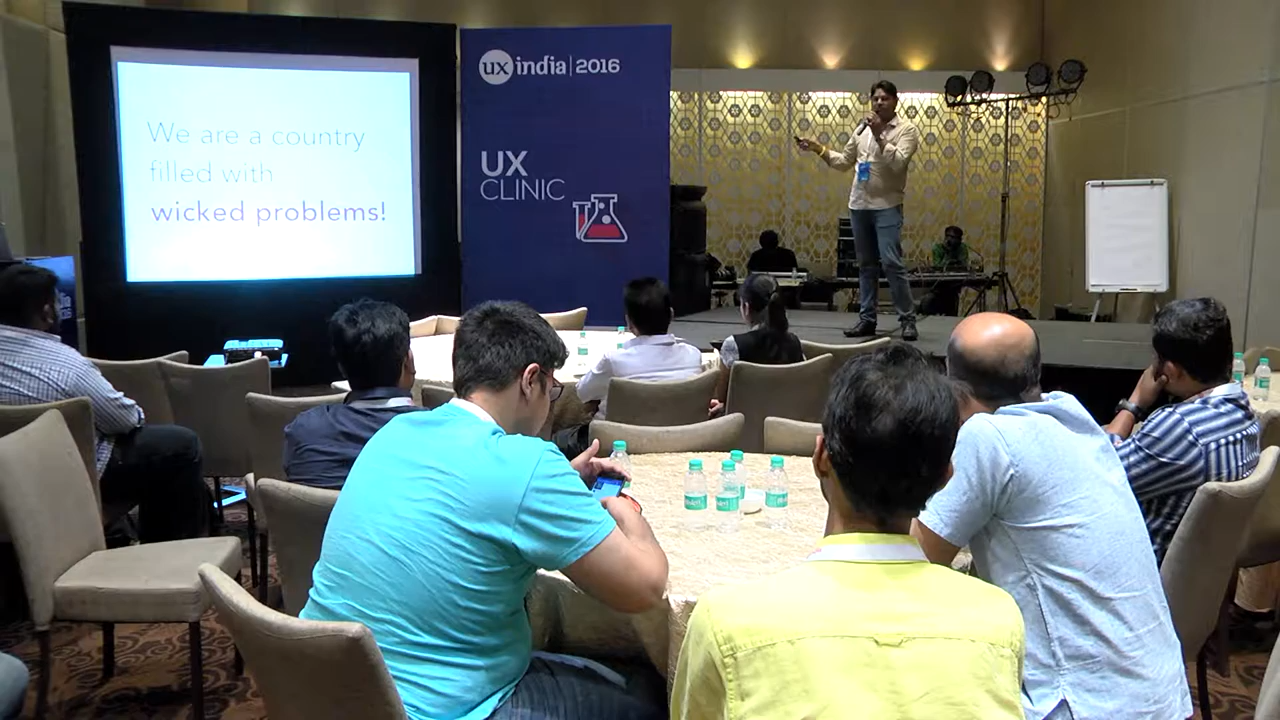 We are a country
filled with
wicked problems!
ux india | 2016
UX
CLINIC